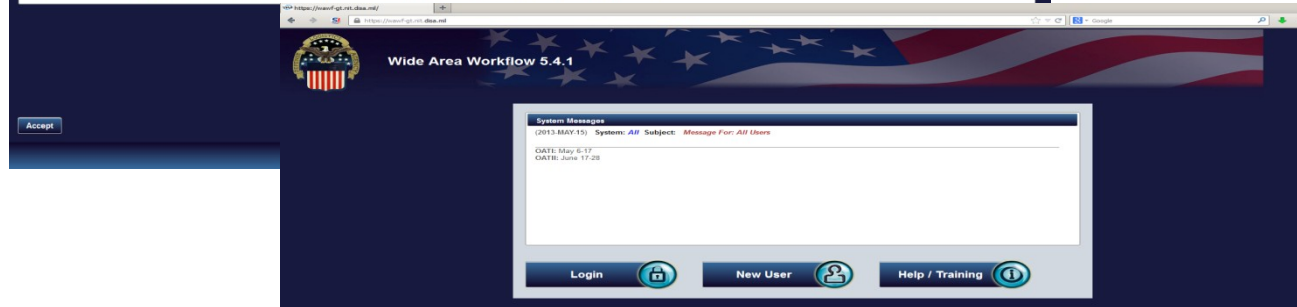 https://wawf-gt.nit.disa.mil/
https://wawf-gt.nit.disa.mil
Google
Wide Area Workflow 5.4.1
Accept
System Messages
(2013-MAY-15) System: All Subject: Message For: All Users
OATI: May 6-17
OATII: June 17-28
Login
New User
Help / Training